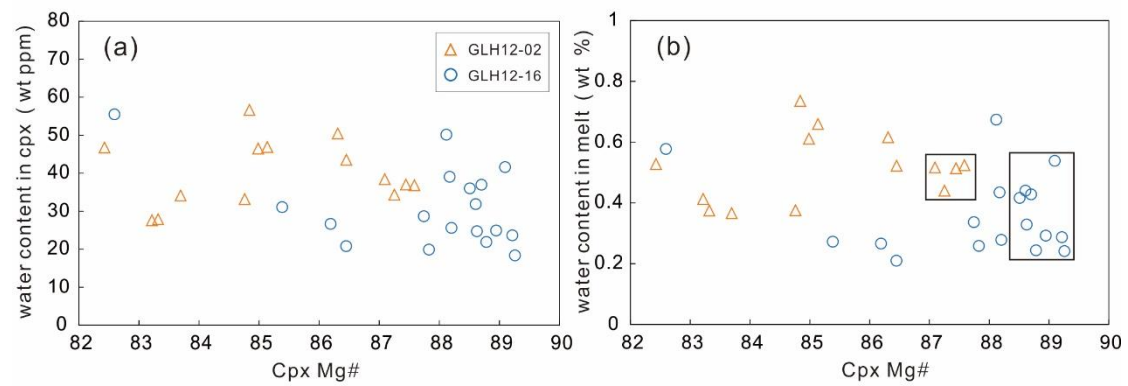 (a)
GLH12-02
GLH12-16
water content in cpx ( wt ppm)
80
70
60
50
40
30
20
10
0
82 83 84 85 86 87 88 89 90
Cpx Mg#
(b)
water content in melt ( wt %)
1
0.8
0.6
0.4
0.2
0
82 83 84 85 86 87 88 89 90
Cpx Mg#